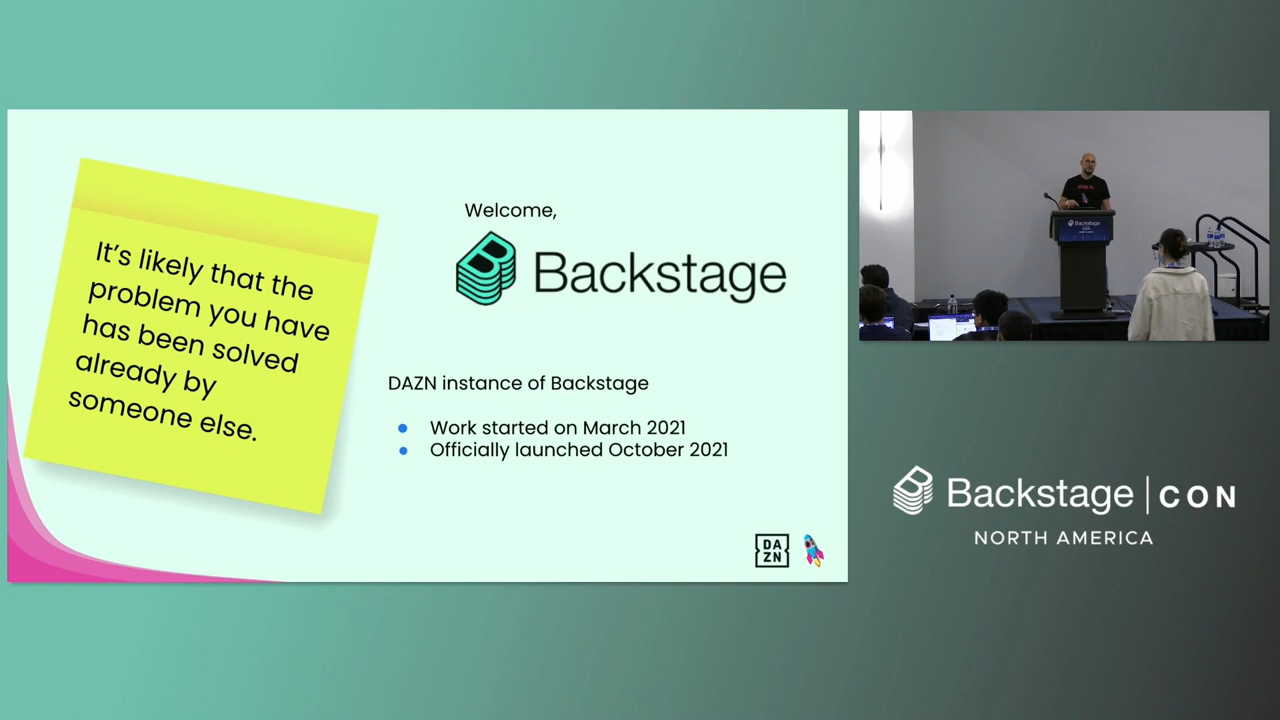 It's likely that the
problem you have
has been solved
already by
someone else.
Welcome,
Backstage
DAZN instance of Backstage
Work started on March 2021
Officially launched October 2021
DA
ZN
Backstage
Backstage | CON
NORTH AMERICA